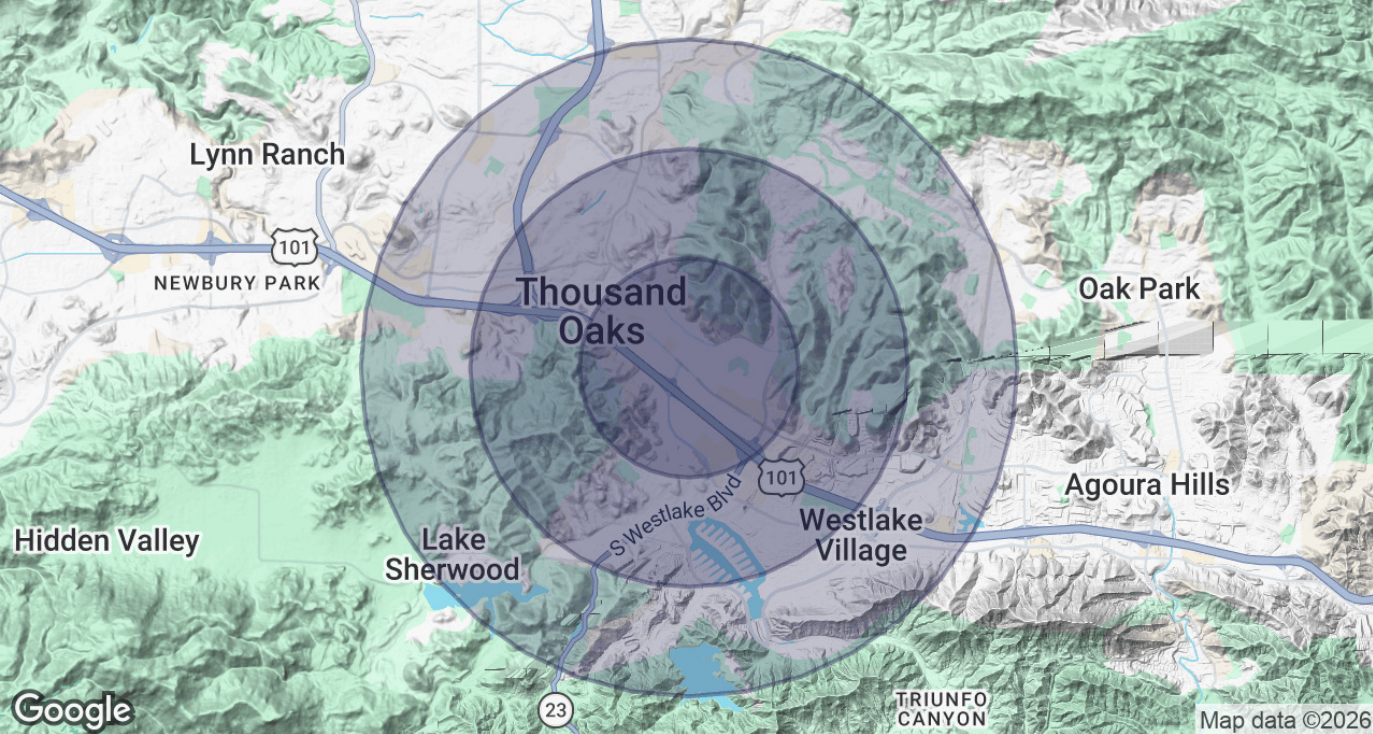 Lynn Ranch
101
NEWBURY PARK
Thousand
Oaks
Oak Park
101
S Westlake Blvd
Agoura Hills
Westlake
Village
Hidden Valley
Lake
Sherwood
23
TRIUNFO
CANYON
Google
Map data ©2026